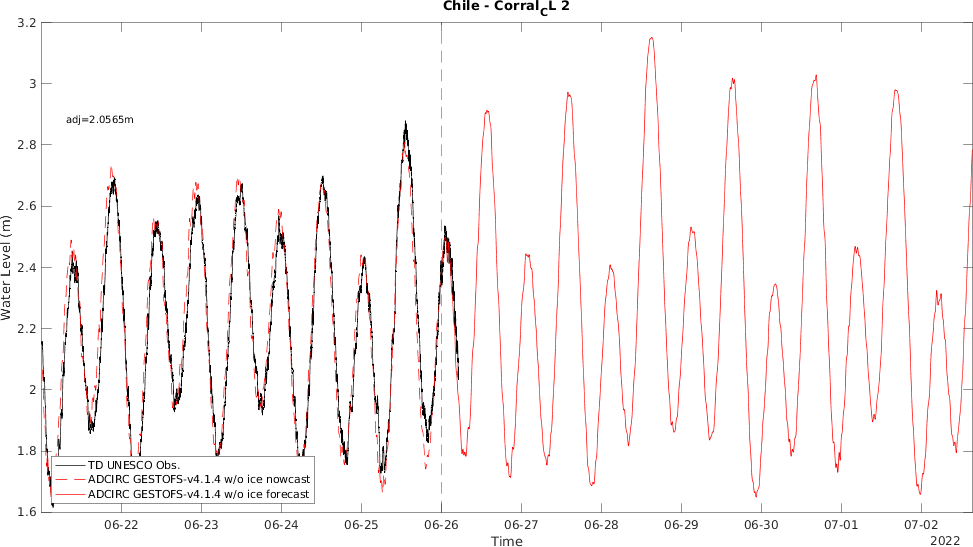 Chile - Corral_CL 2
3.2
3
2.8
2.6
2.4
2.2
2
1.8
1.6
Water Level (m)
adj=2.0565m
TD UNESCO Obs.
ADCIRC GESTOFS-v4.1.4 w/o ice nowcast
ADCIRC GESTOFS-v4.1.4 w/o ice forecast
06-22 06-23 06-24 06-25 06-26 06-27 06-28 06-29 06-30 07-01 07-02
Time
2022